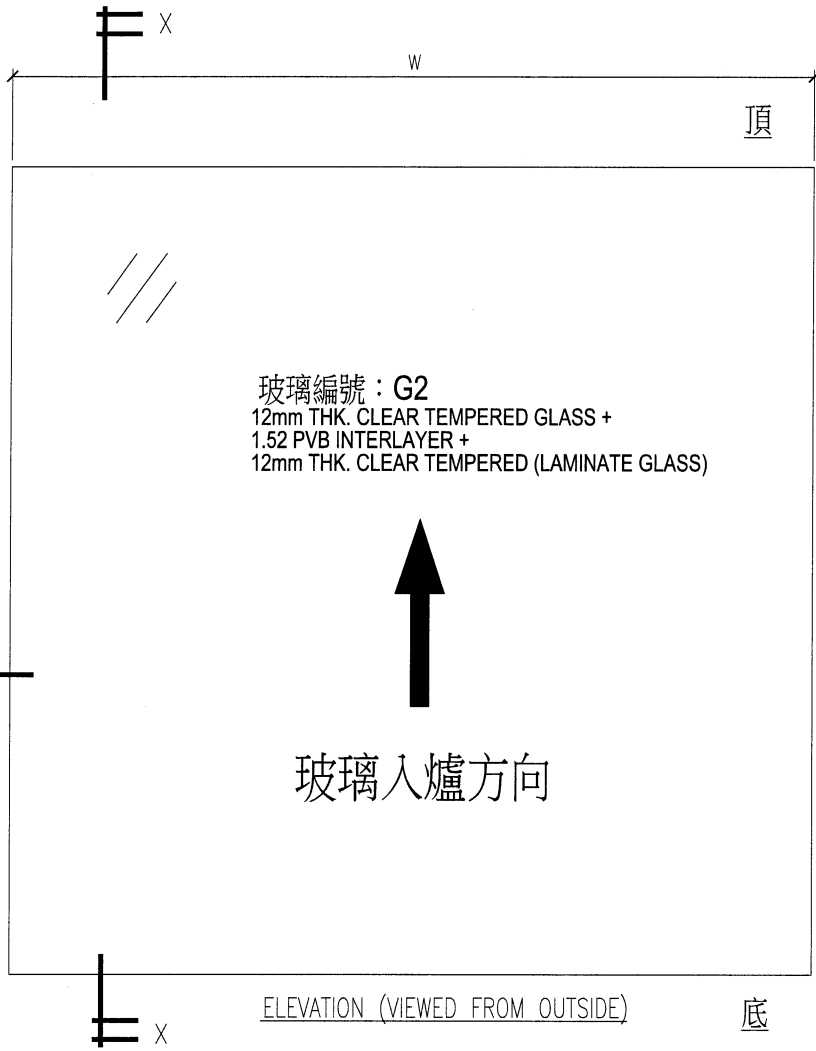 X
W
頂
玻璃編號：G2
12mm THK. CLEAR TEMPERED GLASS +
1.52 PVB INTERLAYER +
12mm THK. CLEAR TEMPERED (LAMINATE GLASS)
玻璃入爐方向
ELEVATION (VIEWED FROM OUTSIDE)
底
X